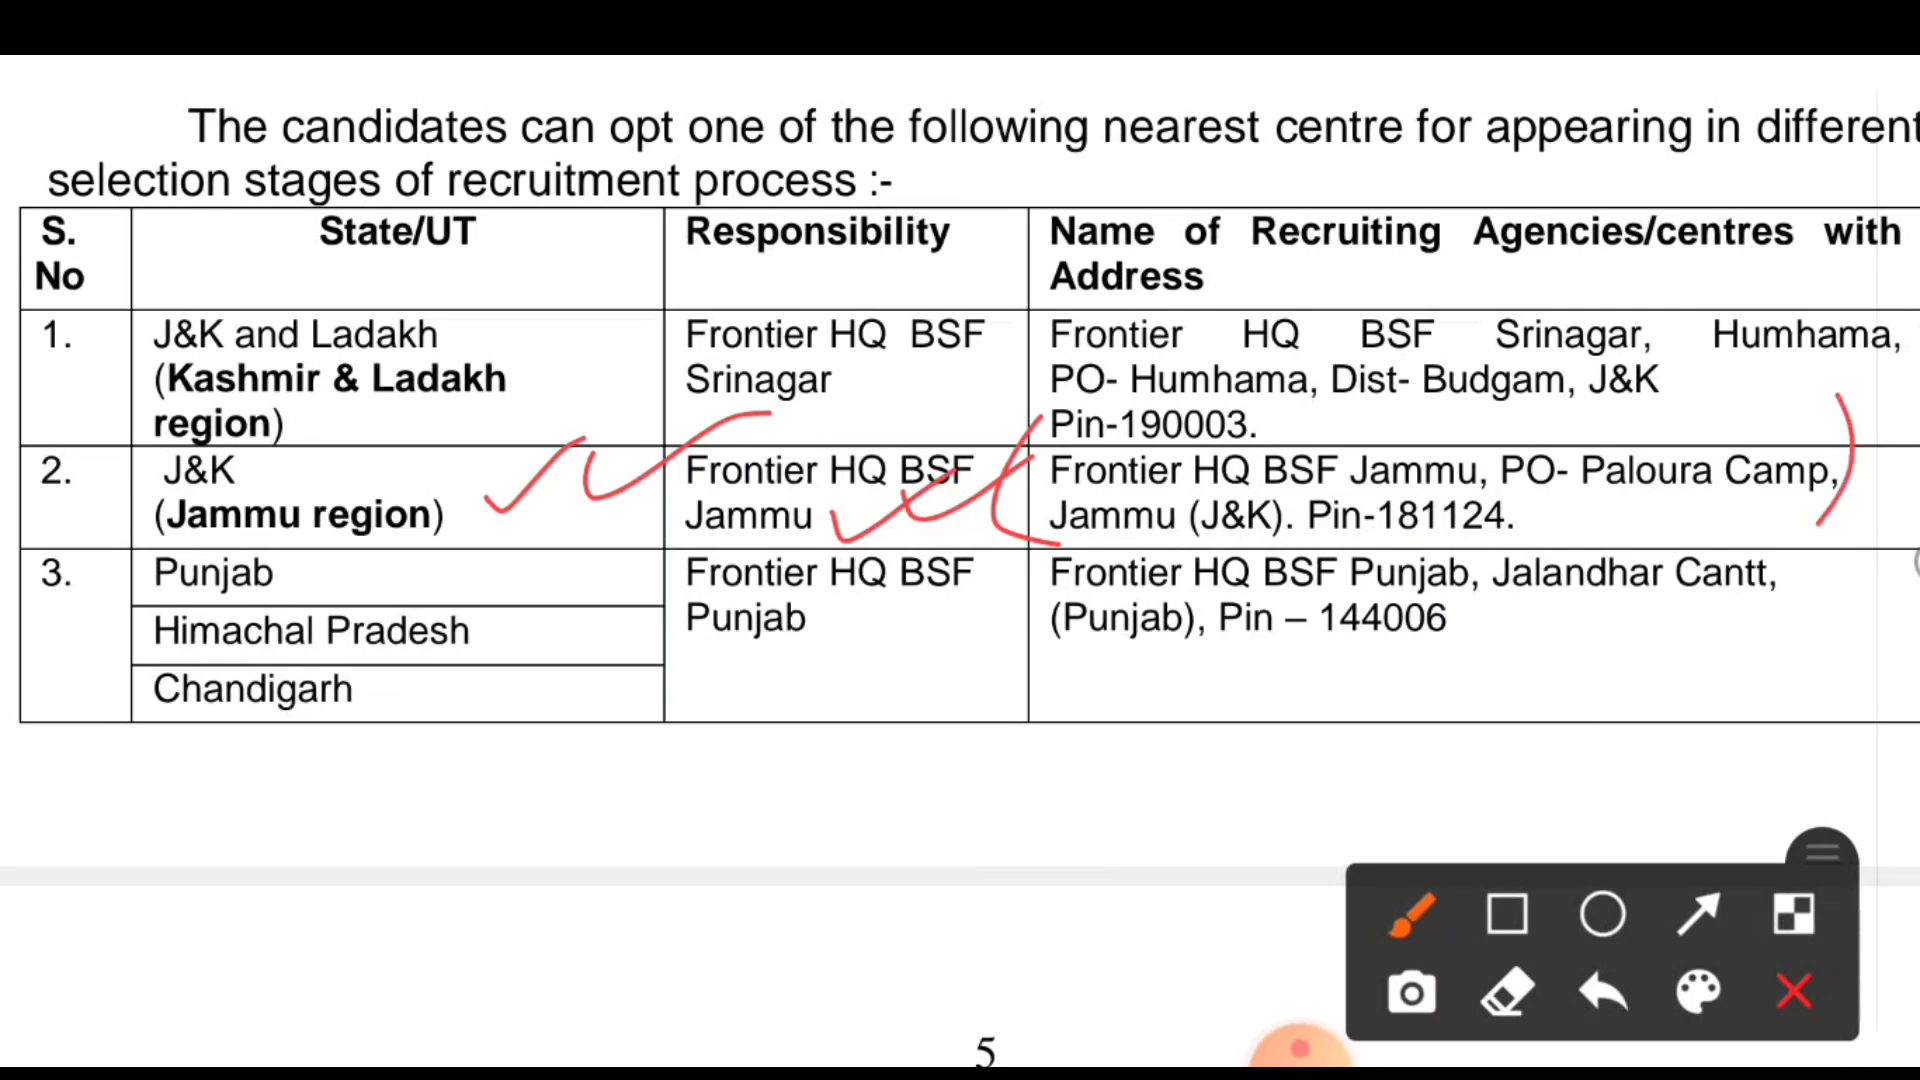 The candidates can opt one of the following nearest centre for appearing in different
selection stages of recruitment process :-
S. No State/UT Responsibility Name of Recruiting Agencies/centres with Address
1. J&K and Ladakh Frontier HQ BSF Frontier HQ BSF Srinagar, Humhama,
(Kashmir & Ladakh Srinagar PO- Humhama, Dist- Budgam, J&K
region) Pin-190003.
2. J&K Frontier HQ BSF Frontier HQ BSF Jammu, PO- Paloura Camp,
(Jammu region) Jammu Jammu (J&K). Pin-181124.
3. Punjab Frontier HQ BSF Frontier HQ BSF Punjab, Jalandhar Cantt,
Himachal Pradesh Punjab (Punjab), Pin – 144006
Chandigarh
5